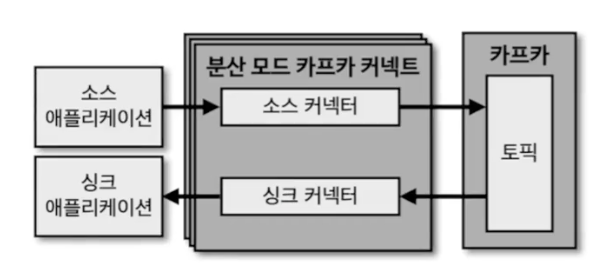 분산 모드 카프카 커넥트
카프카
소스
애플리케이션
소스 커넥터
토픽
싱크
애플리케이션
싱크 커넥터